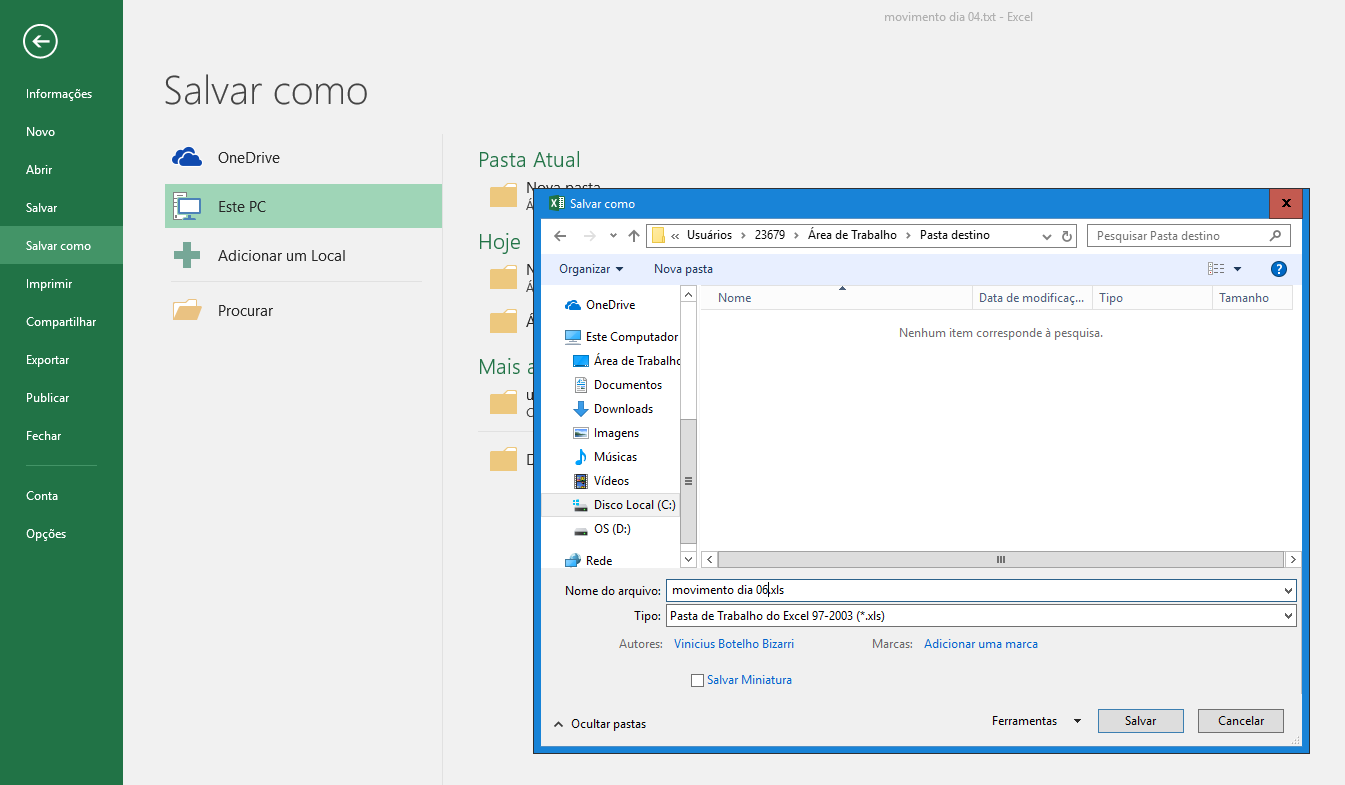 movimento dia 04.txt - Excel
Informações
Novo
Abrir
Salvar
Salvar como
Imprimir
Compartilhar
Exportar
Publicar
Fechar
Conta
Opções
Salvar como
OneDrive
Este PC
Adicionar um Local
Procurar
Pasta Atual
Nova pasta
Hoje
Mais a
Salvar como
« Usuários > 23679 > Área de Trabalho > Pasta destino
Pesquisar Pasta destino
Organizar
Nova pasta
OneDrive
Este Computador
Área de Trabalho
Documentos
Downloads
Imagens
Músicas
Vídeos
Disco Local (C:)
OS (D:)
Rede
Nome Data de modificaç... Tipo Tamanho
Nenhum item corresponde à pesquisa.
Nome do arquivo: movimento dia 06.xls
Tipo: Pasta de Trabalho do Excel 97-2003 (*.xls)
Autores: Vinicius Botelho Bizarri Marcas: Adicionar uma marca
Salvar Miniatura
Ocultar pastas
Ferramentas Salvar Cancelar